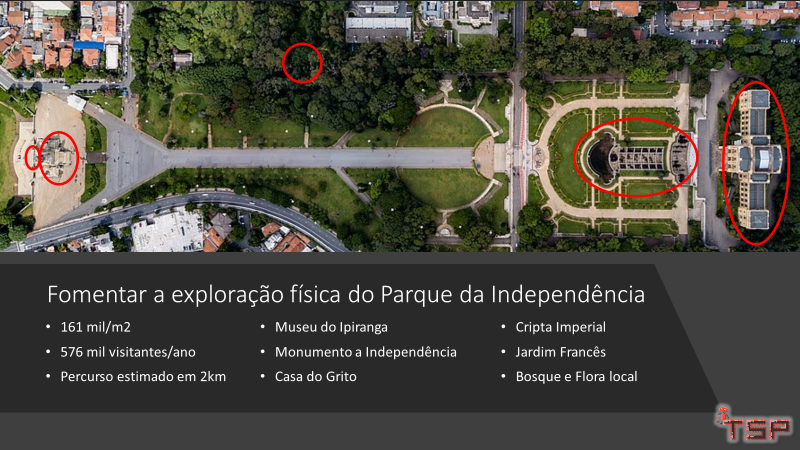 Fomentar a exploração física do Parque da Independência
• 161 mil/m2
• 576 mil visitantes/ano
• Percurso estimado em 2km
• Museu do Ipiranga
• Monumento a Independência
• Casa do Grito
• Cripta Imperial
• Jardim Francês
• Bosque e Flora local
TSP